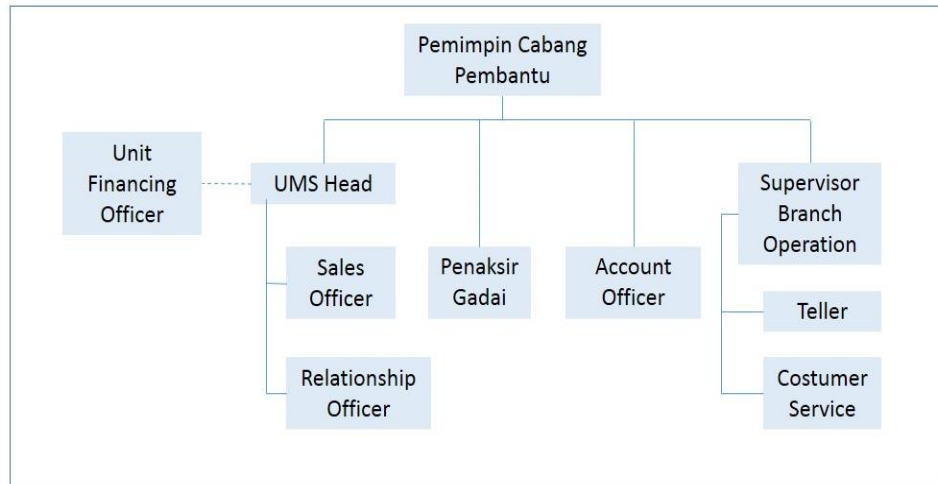 Pemimpin Cabang
Pembantu
Unit
Financing
Officer
UMS Head
Supervisor
Branch
Operation
Sales
Officer
Penaksir
Gadai
Account
Officer
Teller
Relationship
Officer
Costumer
Service